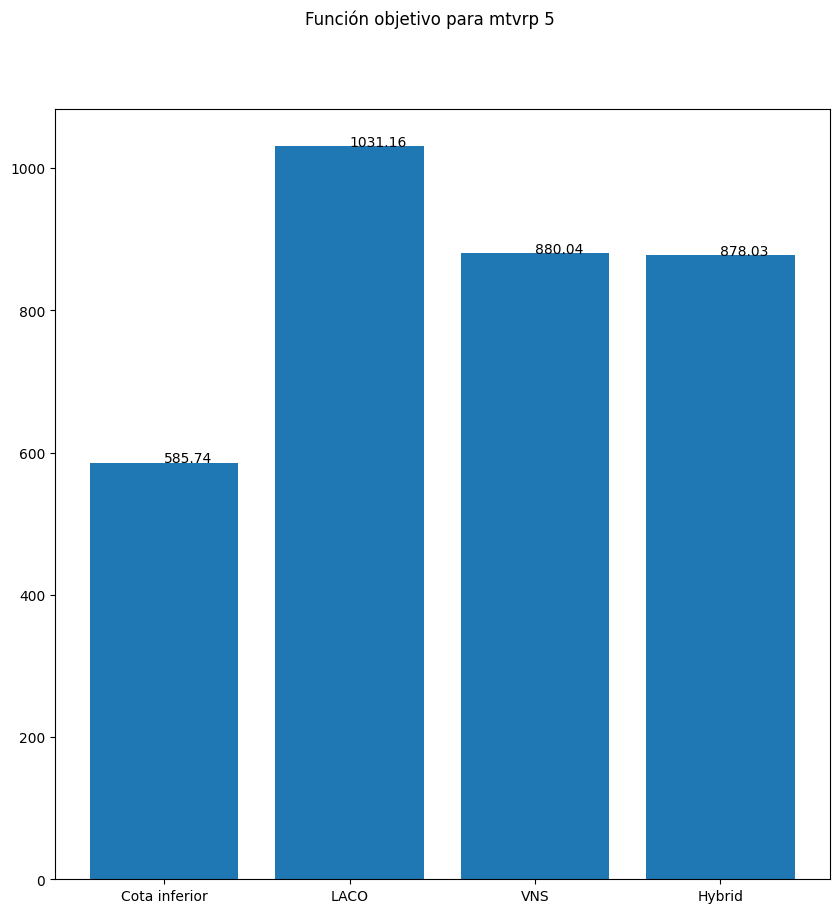 Función objetivo para mtvrp 5
1031.16
1000
880.04
878.03
800
600
585.74
400
200
0
Cota inferior
LACO
VNS
Hybrid